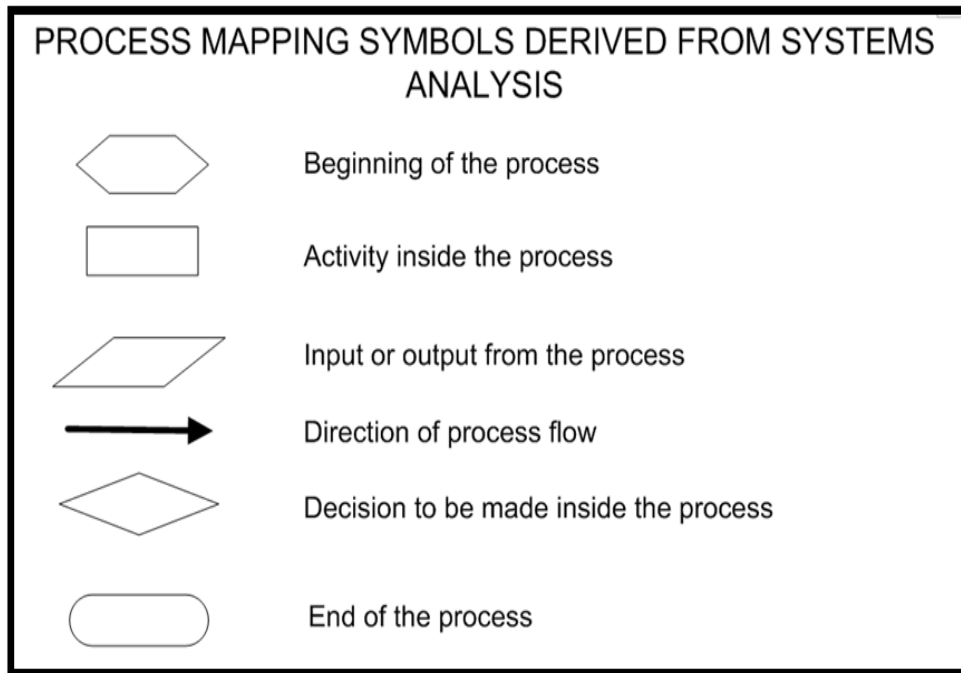 PROCESS MAPPING SYMBOLS DERIVED FROM SYSTEMS
ANALYSIS
Beginning of the process
Activity inside the process
Input or output from the process
Direction of process flow
Decision to be made inside the process
End of the process